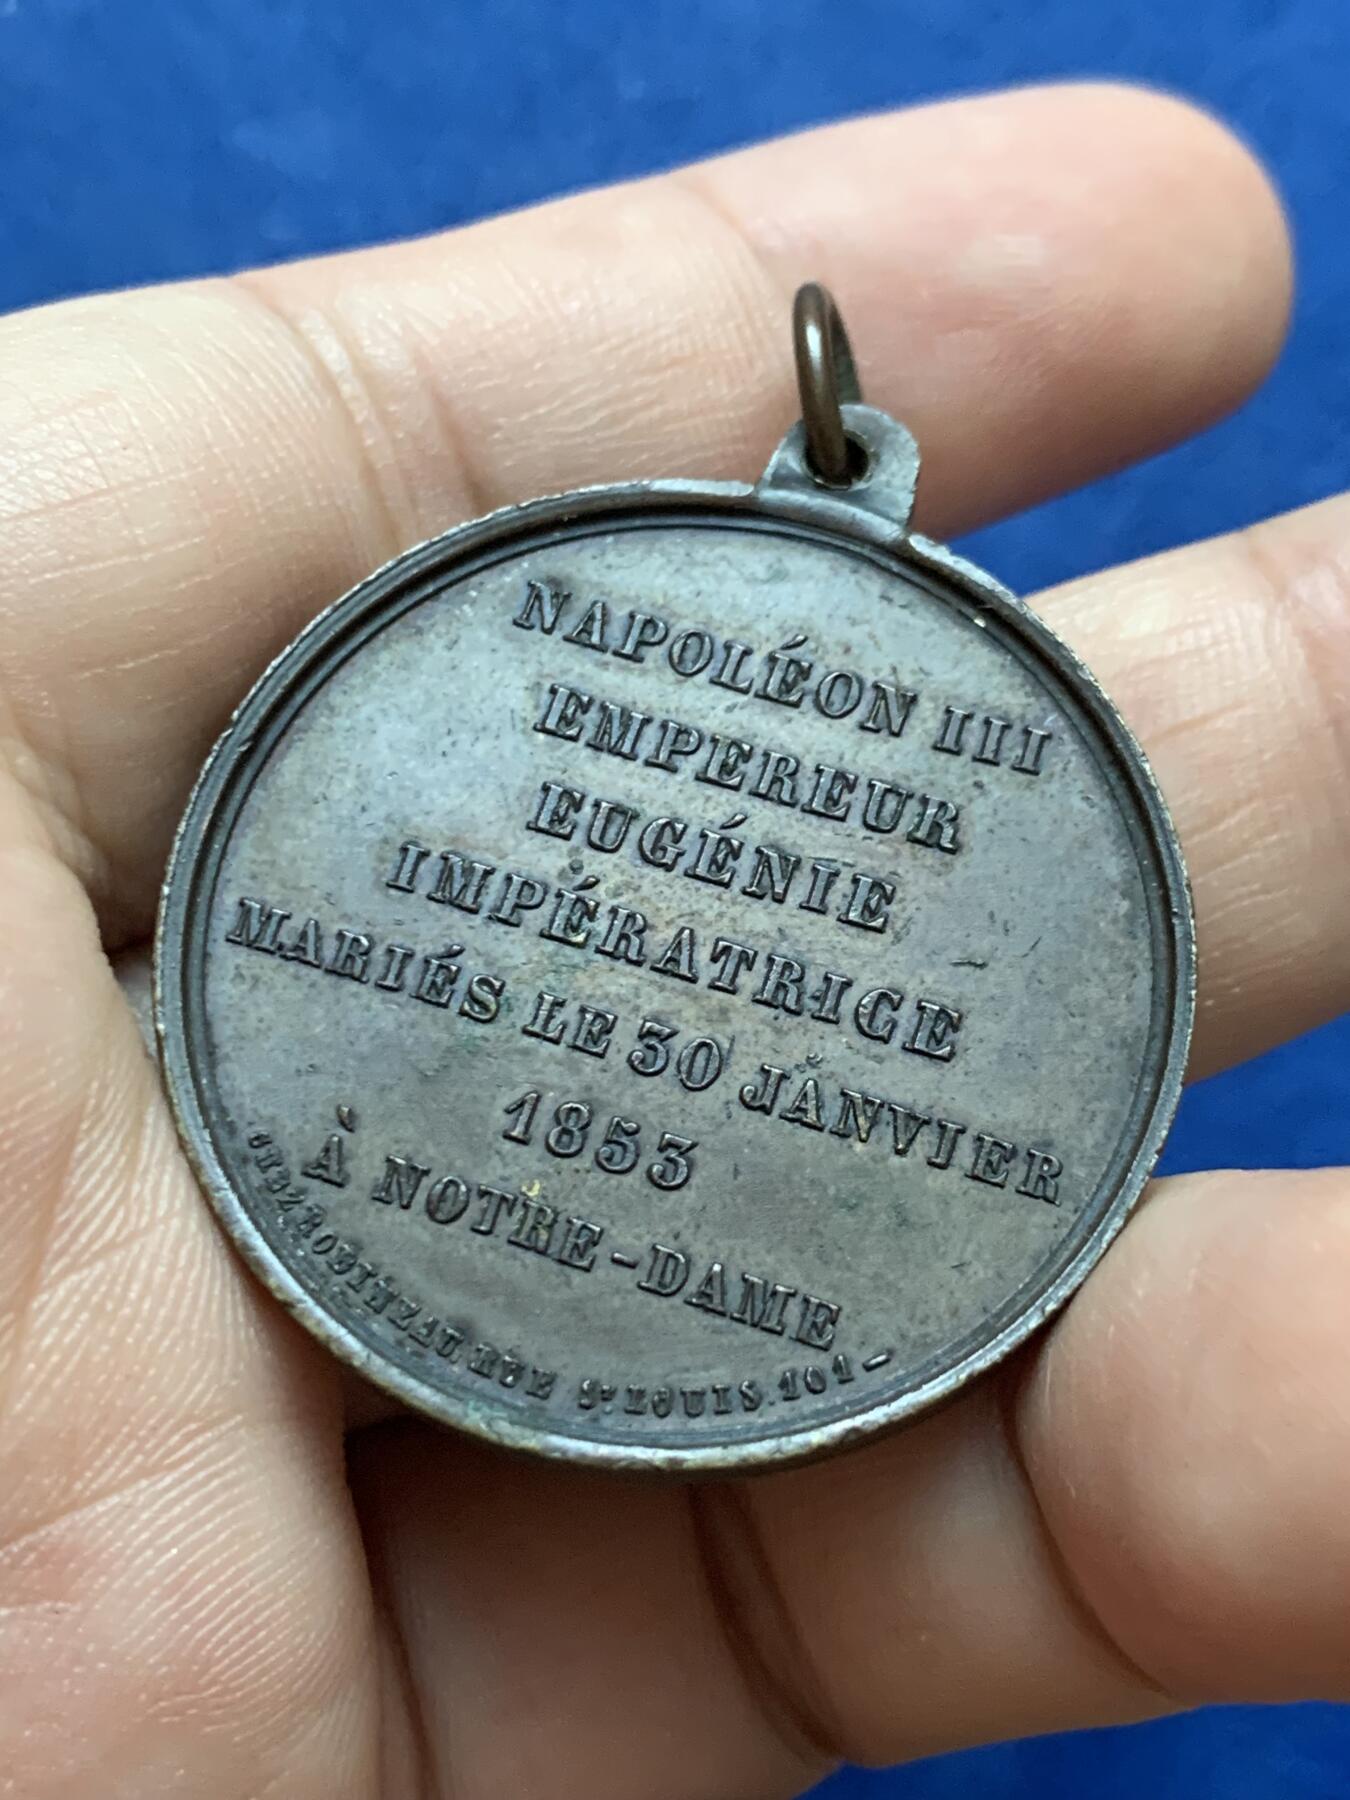 NAPOLÉON III
EMPEREUR
EUGÉNIE
IMPÉRATRICE
MARIÉS LE 30 JANVIER
1853
À NOTRE-DAME
RUE St LOUIS. 101-